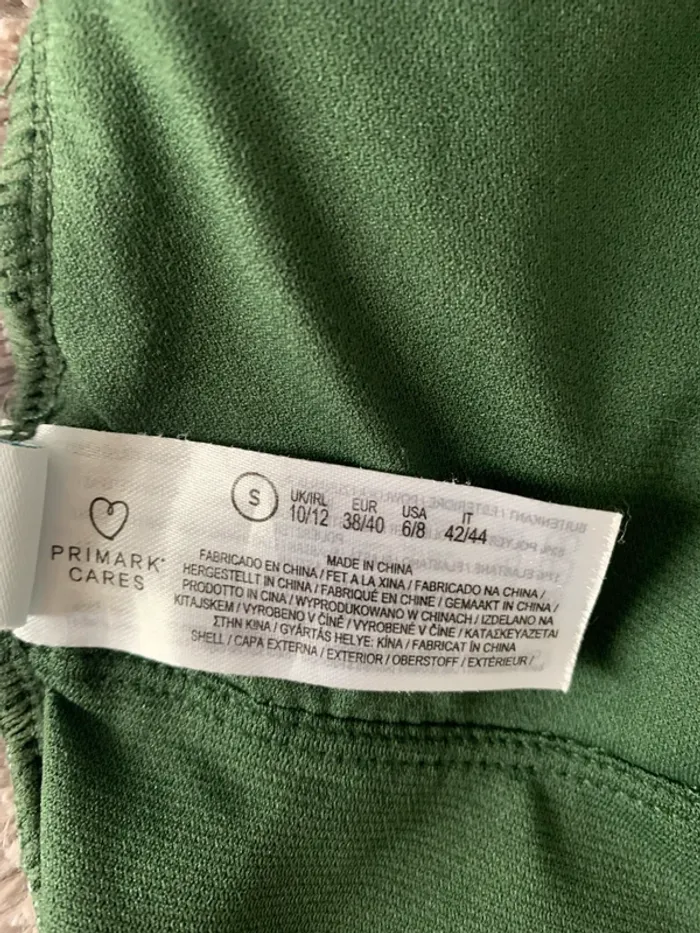 PRIMARK®
CARES
S
UK/IRL EUR USA IT
10/12 38/40 6/8 42/44
MADE IN CHINA
FABRICADO EN CHINA / FET A LA XINA / FABRICADO NA CHINA /
HERGESTELLT IN CHINA / FABRIQUÉ EN CHINE / GEMAAKT IN CHINA /
PRODOTTO IN CINA / WYPRODUKOWANO W CHINACH / IZDELANO NA
KITAJSKEM / VYROBENO V ČÍNĚ / VYROBENÉ V ČÍNE / ΚΑΤΑΣΚΕΥΑΖΕΤΑΙ
ΣΤΗΝ ΚΙΝΑ / GYÁRTÁS HELYE: KÍNA / FABRICAT ÎN CHINA
SHELL / CAPA EXTERNA / EXTERIOR / OBERSTOFF / EXTÉRIEUR /